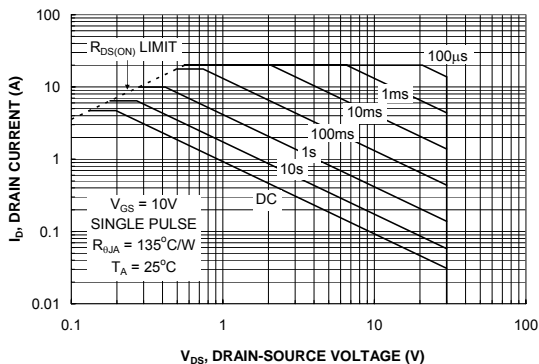 100
10
1
0.1
0.01
I_D, DRAIN CURRENT (A)
R_DS(ON) LIMIT
100μs
1ms
10ms
100ms
1s
10s
DC
V_GS = 10V
SINGLE PULSE
R_θJA = 135°C/W
T_A = 25°C
0.1
1
10
100
V_DS, DRAIN-SOURCE VOLTAGE (V)